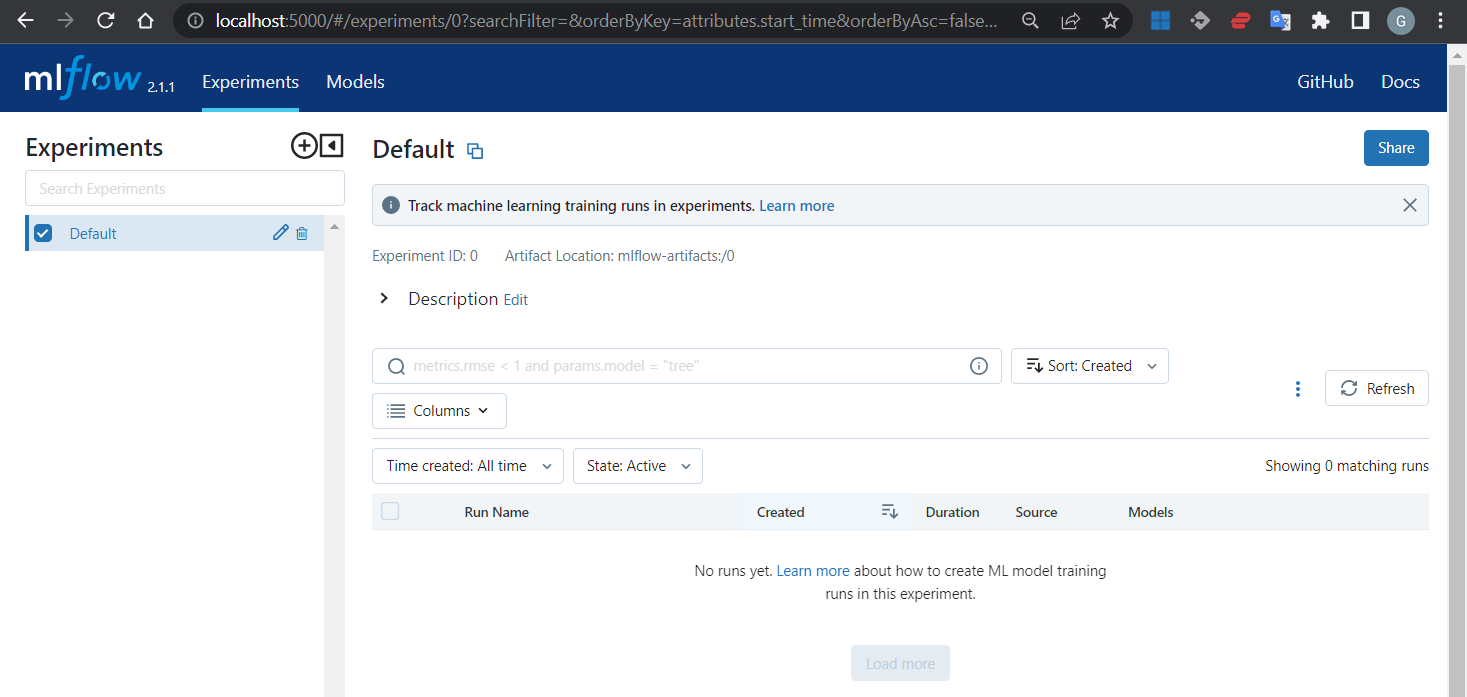 localhost:5000/#/experiments/0?searchFilter=&orderByKey=attributes.start_time&orderByAsc=false...
G
mlflow 2.1.1 Experiments Models GitHub Docs
Experiments
Search Experiments
Default
Default
Share
Track machine learning training runs in experiments. Learn more
Experiment ID: 0 Artifact Location: mlflow-artifacts:/0
Description Edit
metrics.rmse < 1 and params.model = "tree"
Sort: Created
Refresh
Columns
Time created: All time State: Active Showing 0 matching runs
Run Name Created Duration Source Models
No runs yet. Learn more about how to create ML model training
runs in this experiment.
Load more